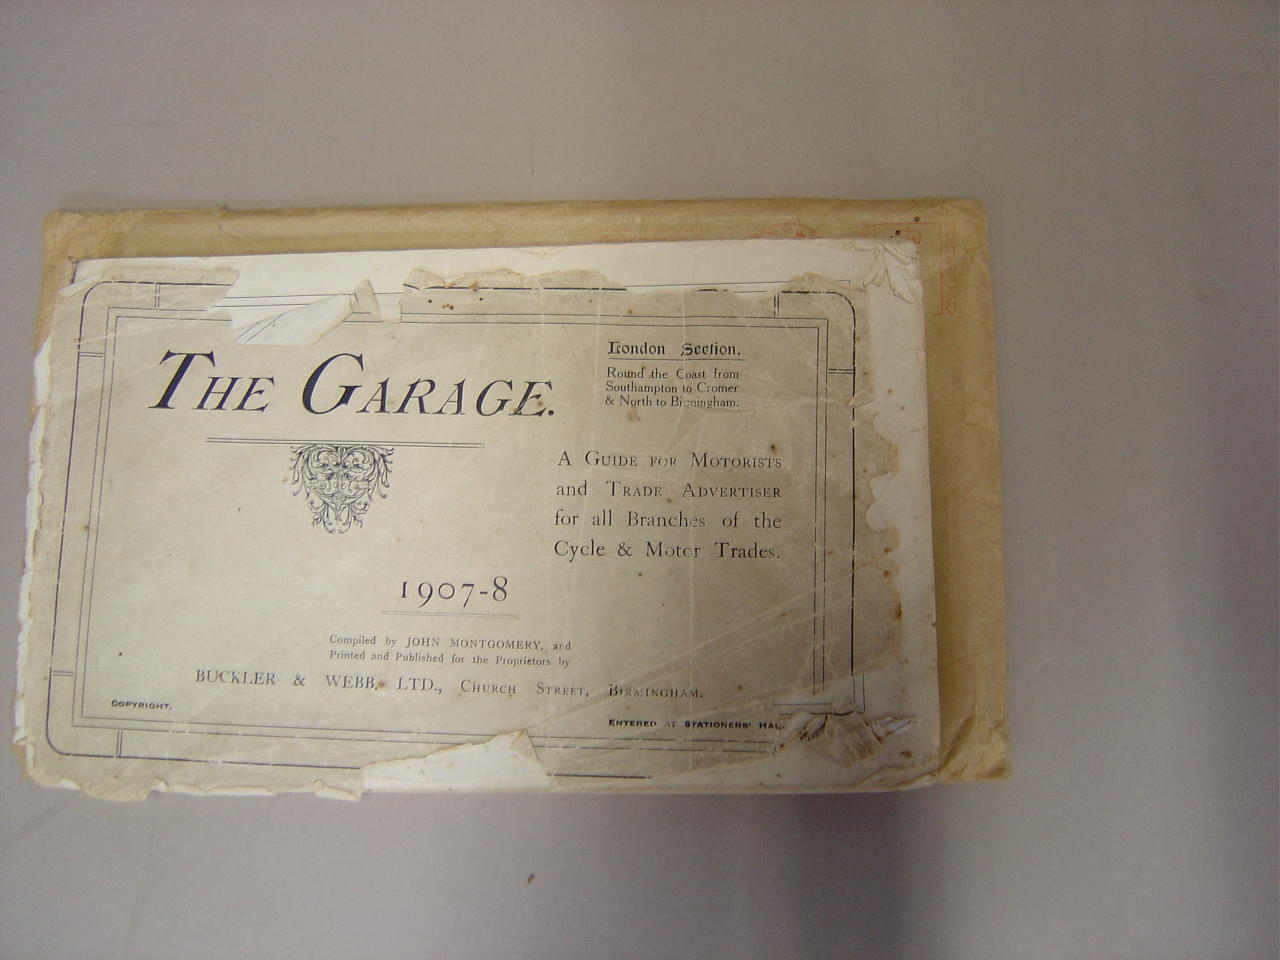 THE GARAGE.
London Section.
Round the Coast from
Southampton to Cromer
& North to Birmingham.
A GUIDE FOR MOTORISTS
and TRADE ADVERTISER
for all Branches of the
Cycle & Motor Trades.
1907-8
Compiled by JOHN MONTGOMERY, and
Printed and Published for the Proprietors by
BUCKLER & WEBB, LTD., CHURCH STREET, BIRMINGHAM.
COPYRIGHT.
ENTERED AT STATIONERS' HALL.